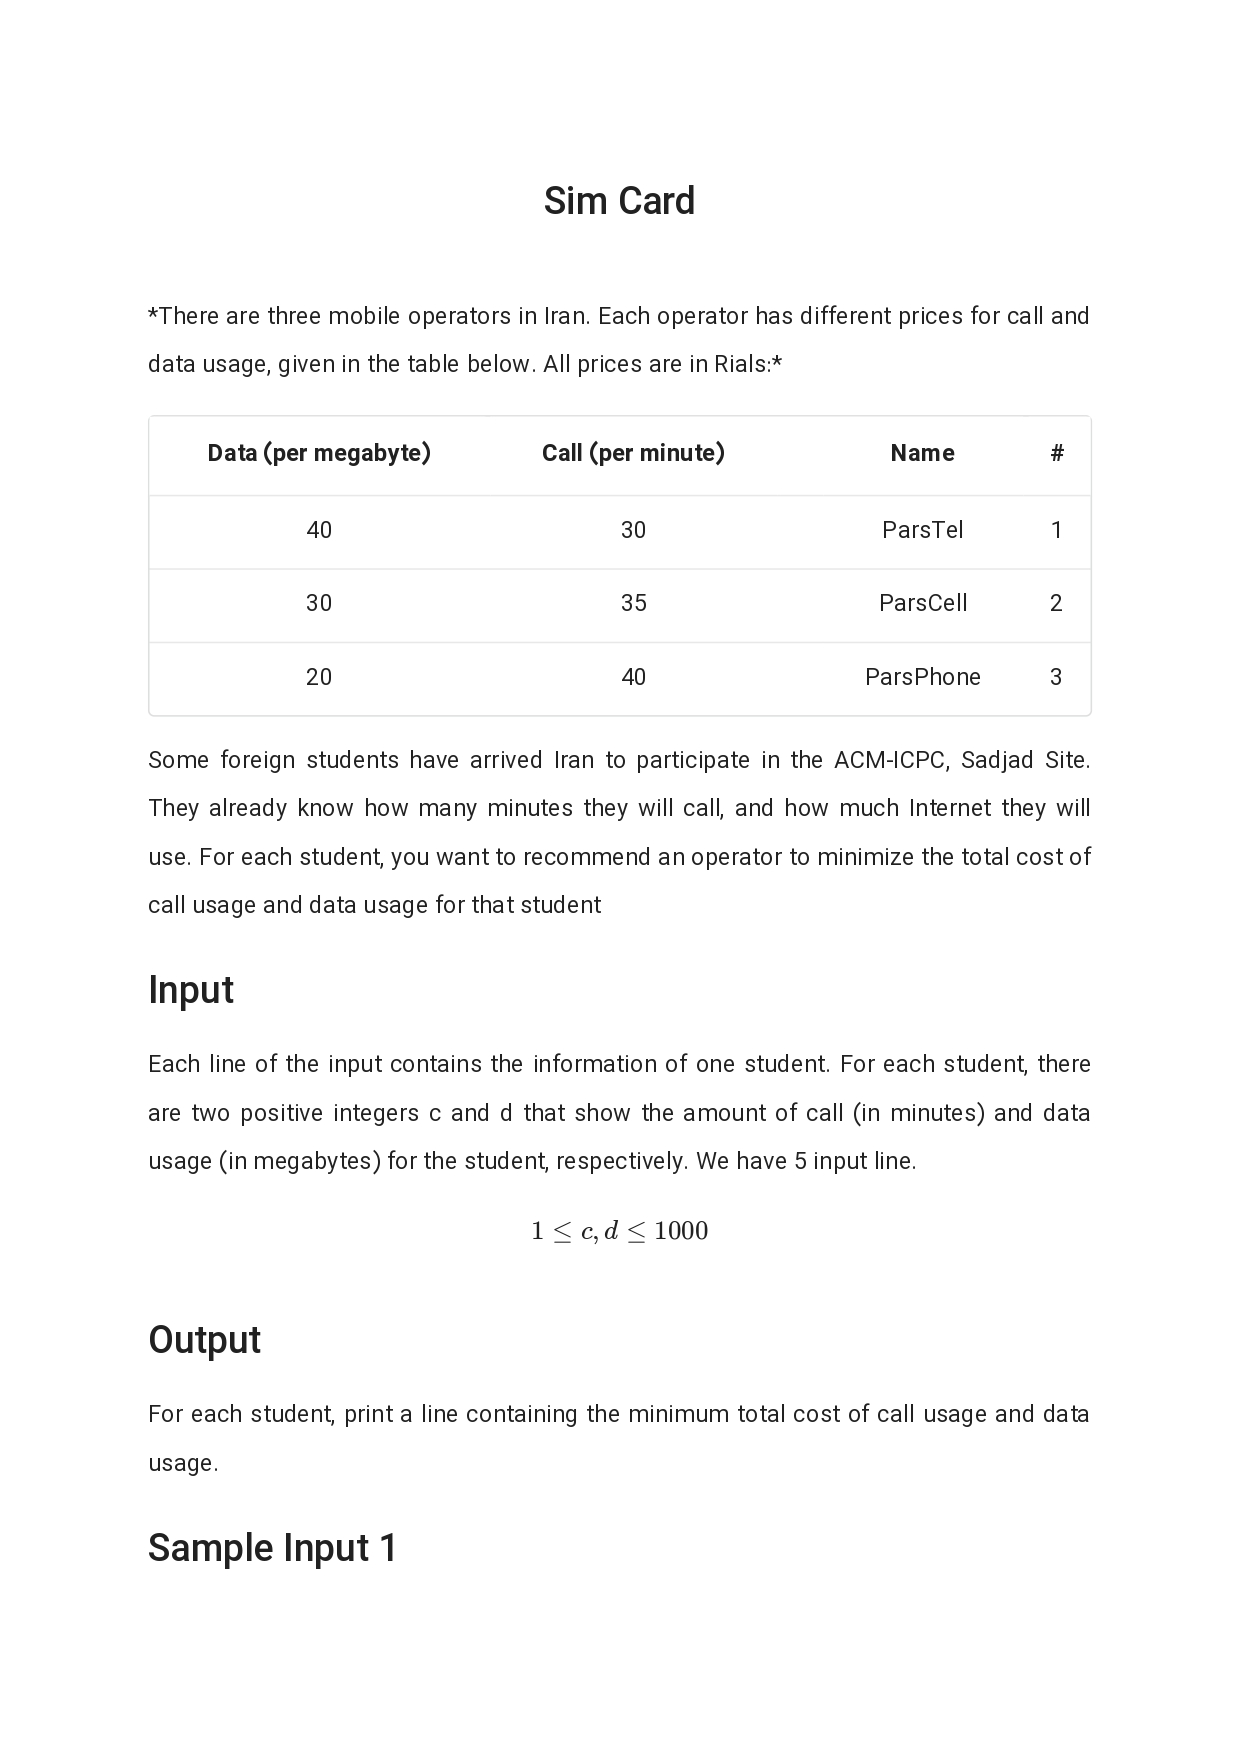 Sim Card
*There are three mobile operators in Iran. Each operator has different prices for call and
data usage, given in the table below. All prices are in Rials:*
Data (per megabyte) Call (per minute) Name #
40 30 ParsTel 1
30 35 ParsCell 2
20 40 ParsPhone 3
Some foreign students have arrived Iran to participate in the ACM-ICPC, Sadjad Site.
They already know how many minutes they will call, and how much Internet they will
use. For each student, you want to recommend an operator to minimize the total cost of
call usage and data usage for that student
Input
Each line of the input contains the information of one student. For each student, there
are two positive integers c and d that show the amount of call (in minutes) and data
usage (in megabytes) for the student, respectively. We have 5 input line.
1 ≤ c, d ≤ 1000
Output
For each student, print a line containing the minimum total cost of call usage and data
usage.
Sample Input 1